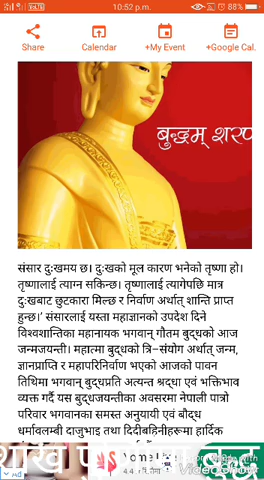 10:52 p.m.
88%
Share
Calendar
+My Event
+Google Cal.
बुद्धम् शरण
संसार दुःखमय छ। दुःखको मूल कारण भनेको तृष्णा हो।
तृष्णालाई त्याग्न सकिन्छ। तृष्णालाई त्यागेपछि मात्र
दुःखबाट छुटकारा मिल्छ र निर्वाण अर्थात् शान्ति प्राप्त
हुन्छ।’ संसारलाई यस्ता महाज्ञानको उपदेश दिने
विश्वशान्तिका महानायक भगवान् गौतम बुद्धको आज
जन्मजयन्ती। महात्मा बुद्धको त्रि–संयोग अर्थात् जन्म,
ज्ञानप्राप्ति र महापरिनिर्वाण भएको आजको पावन
तिथिमा भगवान् बुद्धप्रति अत्यन्त श्रद्धा एवं भक्तिभाव
व्यक्त गर्दै यस बुद्धजयन्तीका अवसरमा नेपाली पात्रो
परिवार भगवानका समस्त अनुयायी एवं बौद्ध
धर्मावलम्बी दाजुभाइ तथा दिदीबहिनीहरूमा हार्दिक
Ad
4.4
VideoShow
बुद्ध